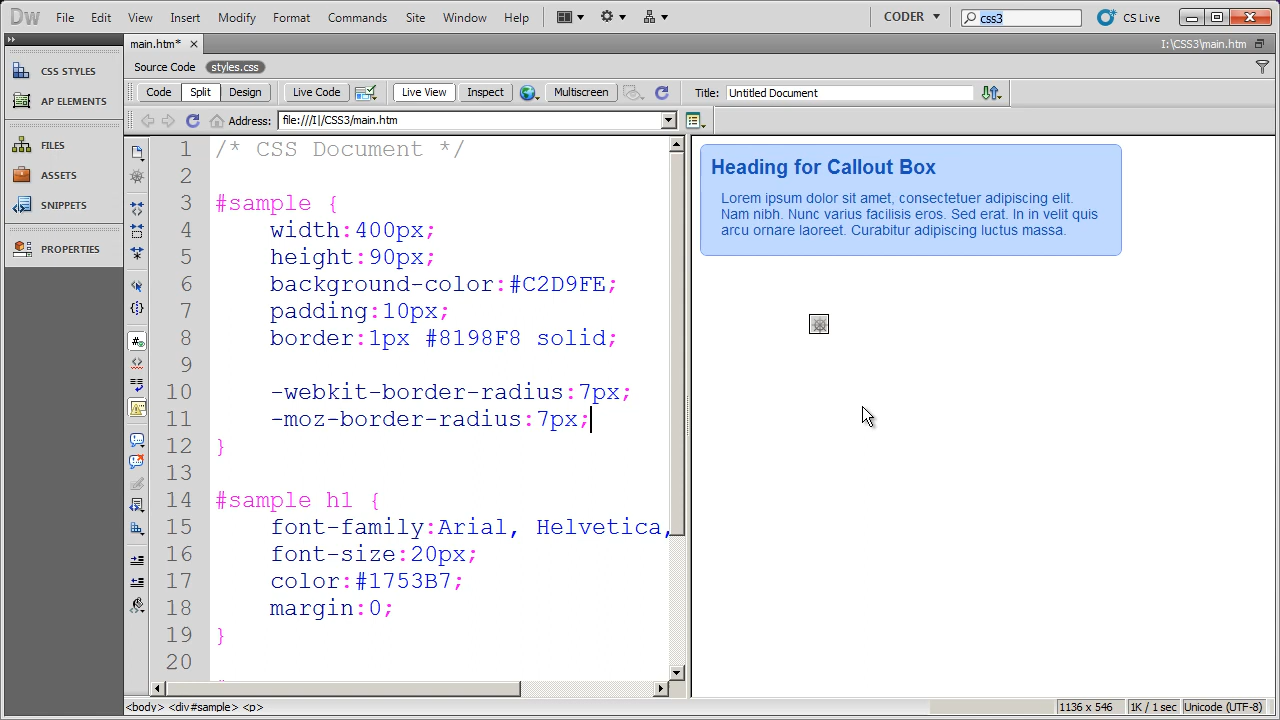 Dw File Edit View Insert Modify Format Commands Site Window Help CODER css3 CS Live
main.htm* I:\CSS3\main.htm
Source Code styles.css
Code Split Design Live Code Live View Inspect Multiscreen Title: Untitled Document
Address: file:///I|/CSS3/main.htm
CSS STYLES
AP ELEMENTS
FILES
ASSETS
SNIPPETS
PROPERTIES
1 /* CSS Document */
2
3 #sample {
4 width:400px;
5 height:90px;
6 background-color:#C2D9FE;
7 padding:10px;
8 border:1px #8198F8 solid;
9
10 -webkit-border-radius:7px;
11 -moz-border-radius:7px;
12 }
13
14 #sample h1 {
15 font-family:Arial, Helvetica,
16 font-size:20px;
17 color:#1753B7;
18 margin:0;
19 }
20
Heading for Callout Box
Lorem ipsum dolor sit amet, consectetuer adipiscing elit.
Nam nibh. Nunc varius facilisis eros. Sed erat. In in velit quis
arcu ornare laoreet. Curabitur adipiscing luctus massa.
<body> <div#sample> <p> 1136 x 546 1K / 1 sec Unicode (UTF-8)